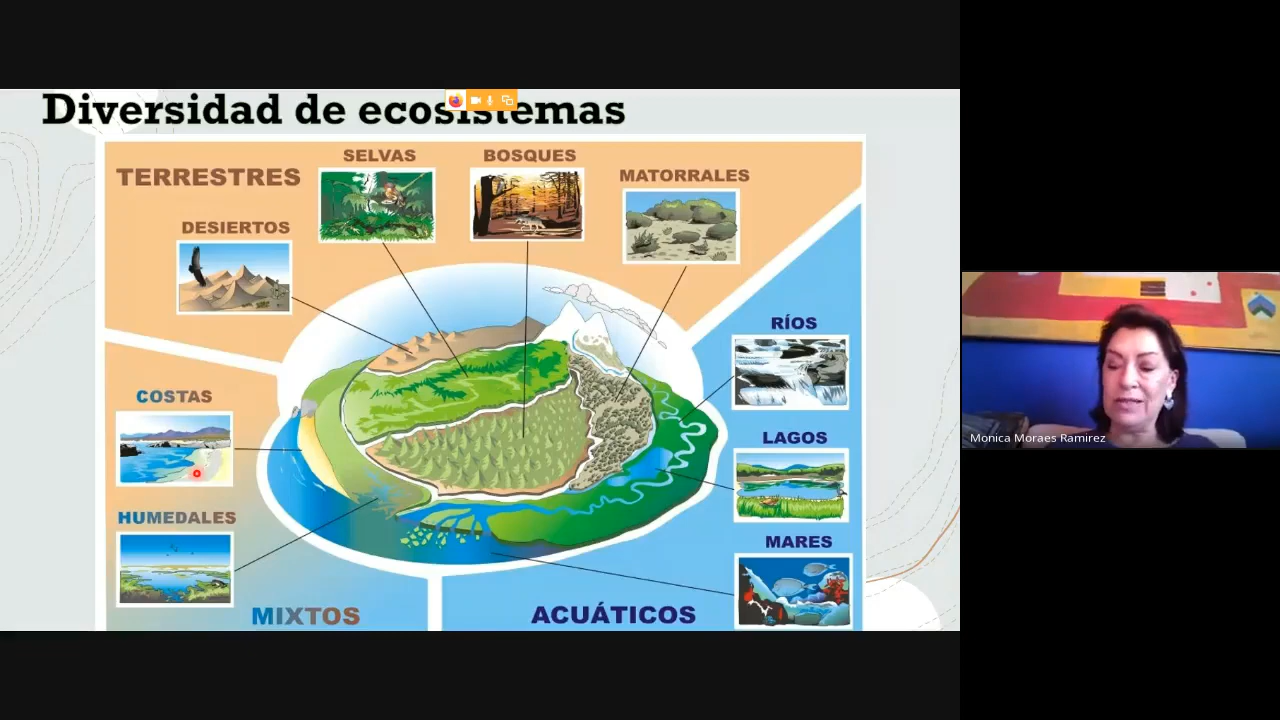 Diversidad de ecosistemas
TERRESTRES
SELVAS
BOSQUES
MATORRALES
DESIERTOS
RÍOS
COSTAS
LAGOS
HUMEDALES
MARES
MIXTOS
ACUÁTICOS
Monica Moraes Ramirez